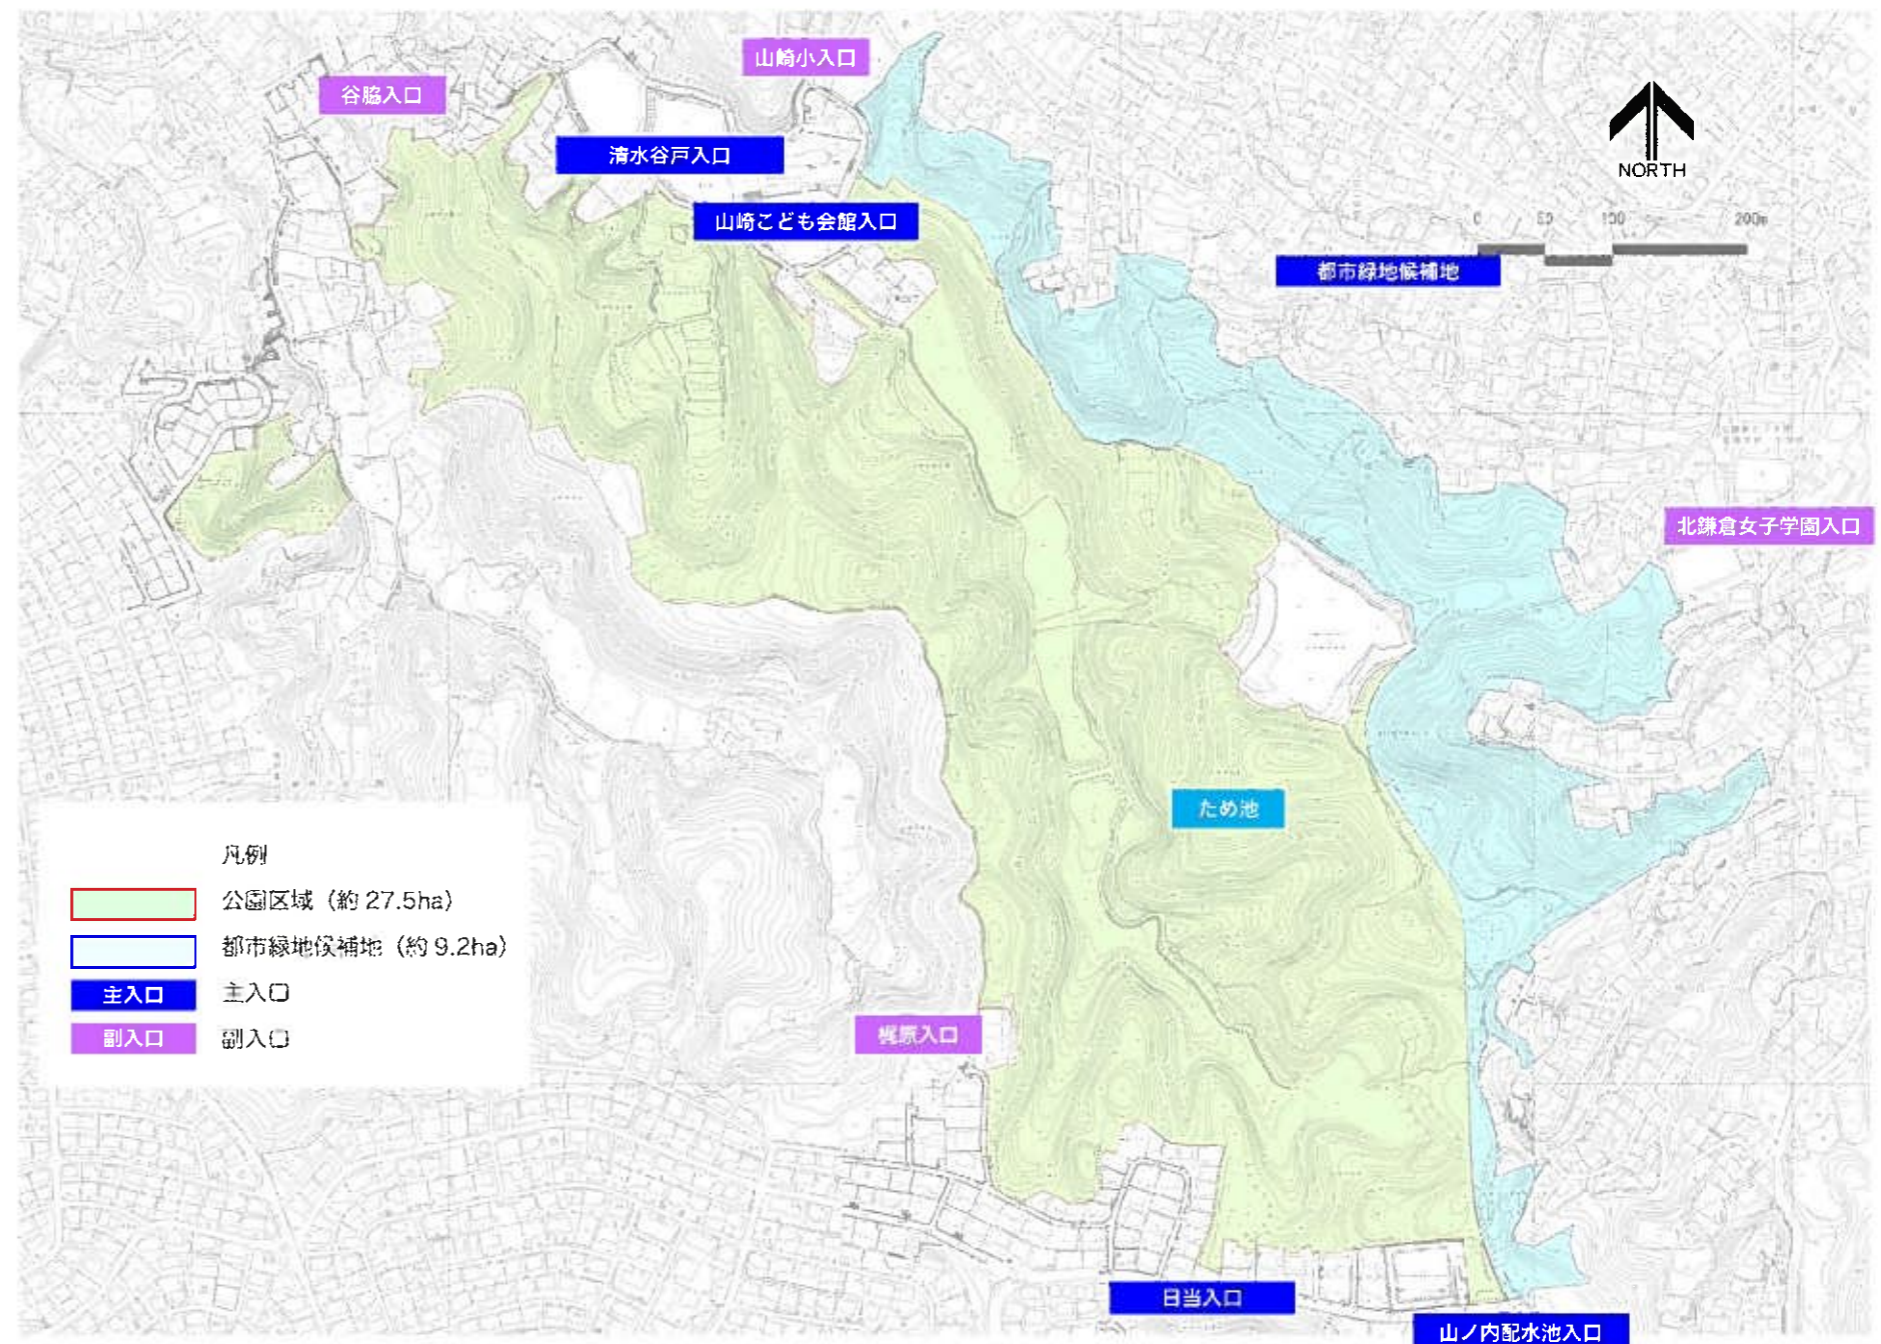 山崎小入口
谷脇入口
清水谷戸入口
NORTH
山崎こども会館入口
0 50 100 200m
都市緑地候補地
北鎌倉女子学園入口
ため池
凡例
公園区域（約 27.5ha）
都市緑地候補地（約 9.2ha）
主入口 主入口
副入口 副入口
梶原入口
日当入口
山ノ内配水池入口